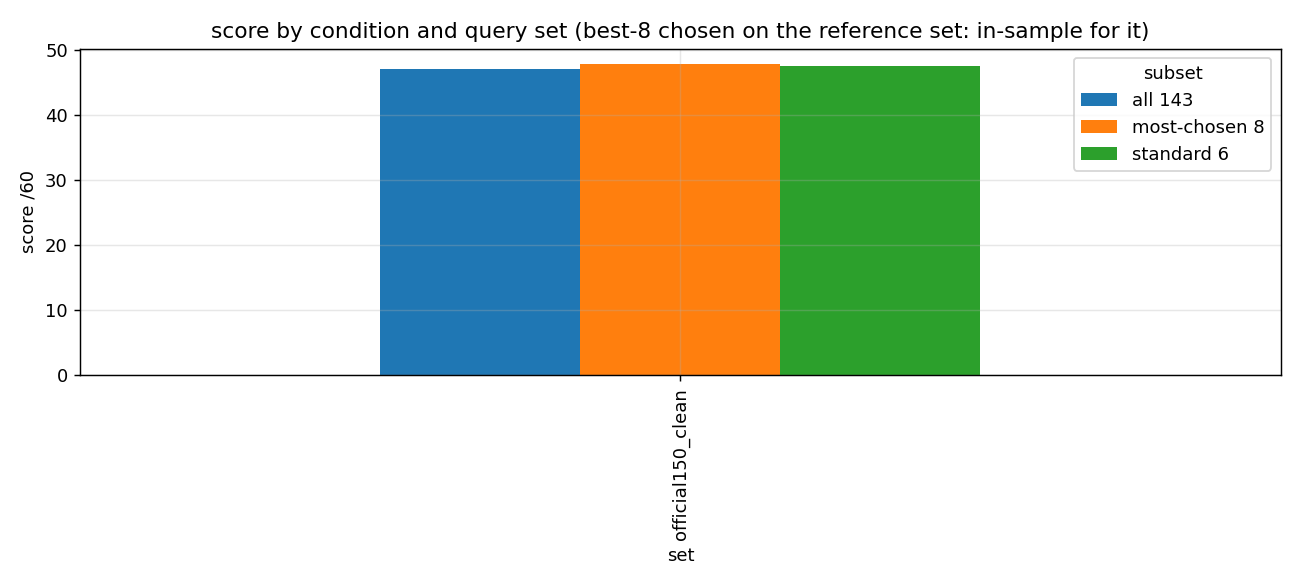 score by condition and query set (best-8 chosen on the reference set: in-sample for it)
score /60
50
40
30
20
10
0
subset
all 143
most-chosen 8
standard 6
official150_clean
set